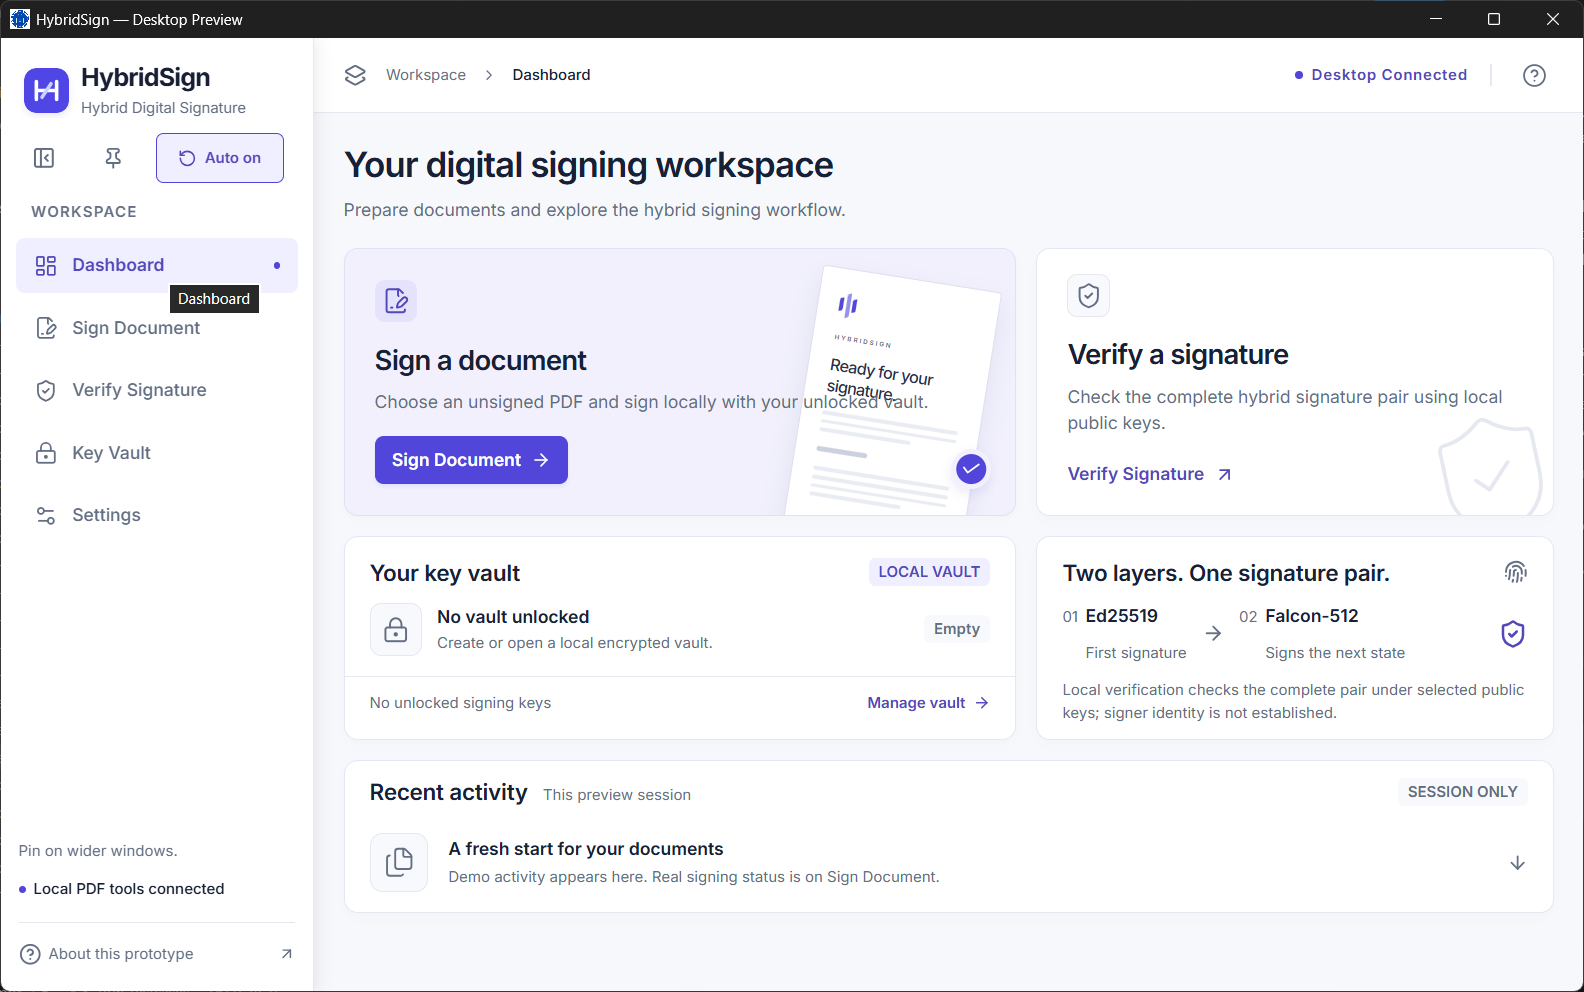 HybridSign — Desktop Preview
HybridSign
Hybrid Digital Signature
Auto on
WORKSPACE
Dashboard
Dashboard
Sign Document
Verify Signature
Key Vault
Settings
Pin on wider windows.
Local PDF tools connected
About this prototype
Workspace
Dashboard
Desktop Connected
Your digital signing workspace
Prepare documents and explore the hybrid signing workflow.
Sign a document
Choose an unsigned PDF and sign locally with your unlocked vault.
Sign Document
HYBRIDSIGN
Ready for your
signature.
Verify a signature
Check the complete hybrid signature pair using local
public keys.
Verify Signature
Your key vault
LOCAL VAULT
No vault unlocked
Create or open a local encrypted vault.
Empty
No unlocked signing keys
Manage vault
Two layers. One signature pair.
01 Ed25519
First signature
02 Falcon-512
Signs the next state
Local verification checks the complete pair under selected public
keys; signer identity is not established.
Recent activity
This preview session
SESSION ONLY
A fresh start for your documents
Demo activity appears here. Real signing status is on Sign Document.